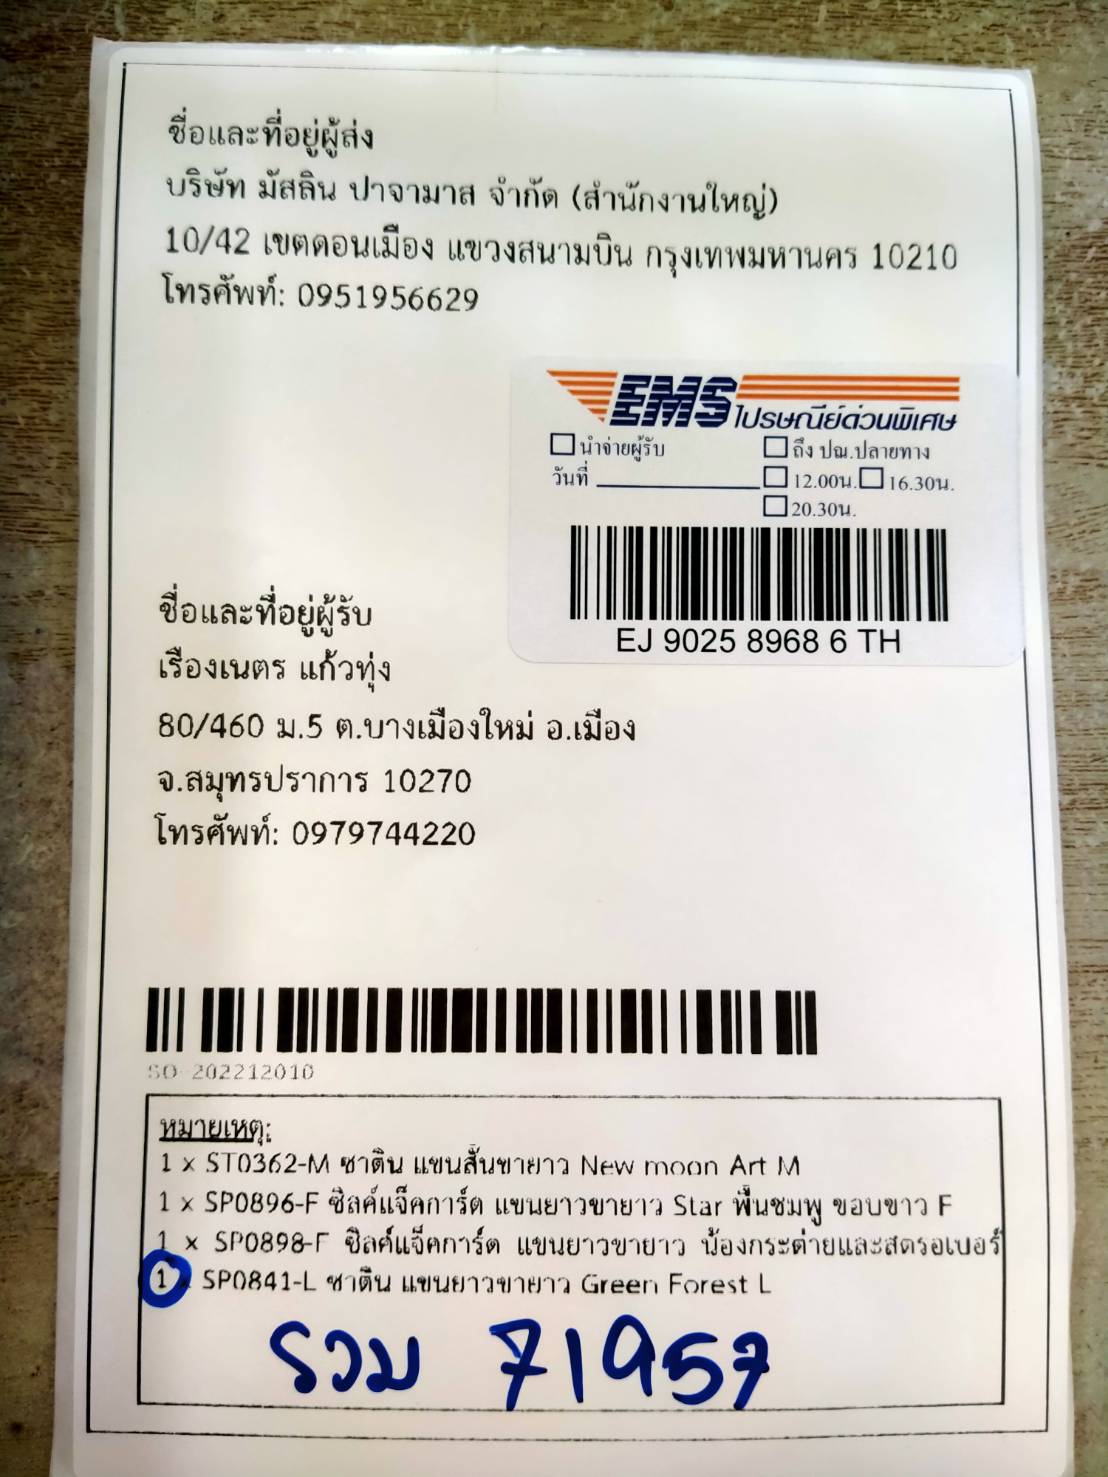 ชื่อและที่อยู่ผู้ส่ง
บริษัท มัสลิน ปาจามาส จำกัด (สำนักงานใหญ่)
10/42 เขตดอนเมือง แขวงสนามบิน กรุงเทพมหานคร 10210
โทรศัพท์: 0951956629
EMS ไปรษณีย์ด่วนพิเศษ
นำจ่ายผู้รับ ถึง ปณ.ปลายทาง
วันที่ 12.00น. 16.30น.
20.30น.
EJ 9025 8968 6 TH
ชื่อและที่อยู่ผู้รับ
เรืองเนตร แก้วทุ่ง
80/460 ม.5 ต.บางเมืองใหม่ อ.เมือง
จ.สมุทรปราการ 10270
โทรศัพท์: 0979744220
SO-202212010
หมายเหตุ:
1 x ST0362-M ซาติน แขนสั้นขายาว New moon Art M
1 x SP0896-F ซิลค์แจ็คการ์ด แขนยาวขายาว Star พื้นชมพู ขอบขาว F
1 x SP0898-F ซิลค์แจ็คการ์ด แขนยาวขายาว น้องกระต่ายและสตรอเบอร์
1 x SP0841-L ซาติน แขนยาวขายาว Green Forest L
รวม 71957